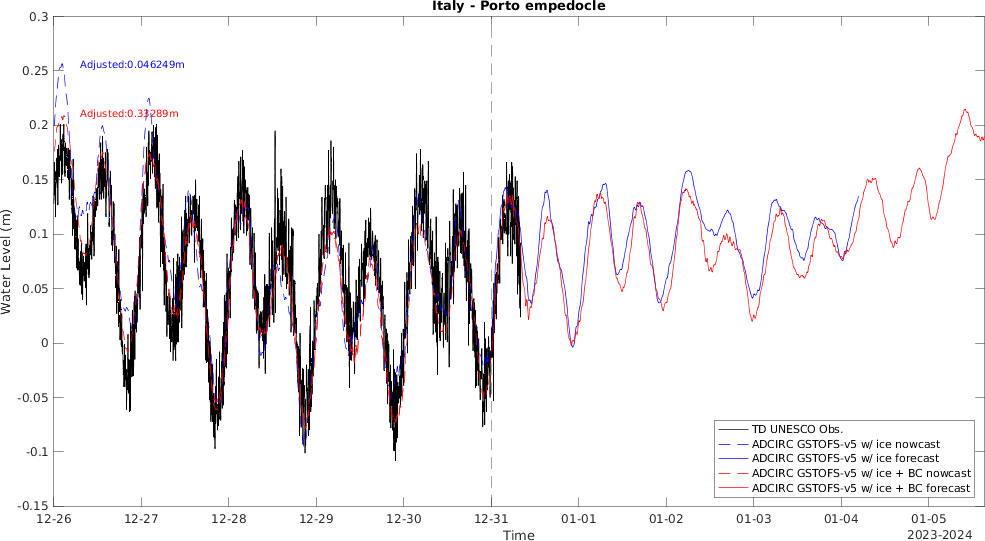 Italy - Porto empedocle
0.3
0.25
0.2
0.15
0.1
0.05
0
-0.05
-0.1
-0.15
Water Level (m)
Adjusted:0.046249m
Adjusted:0.33289m
TD UNESCO Obs.
ADCIRC GSTOFS-v5 w/ ice nowcast
ADCIRC GSTOFS-v5 w/ ice forecast
ADCIRC GSTOFS-v5 w/ ice + BC nowcast
ADCIRC GSTOFS-v5 w/ ice + BC forecast
12-26 12-27 12-28 12-29 12-30 12-31 01-01 01-02 01-03 01-04 01-05
Time
2023-2024